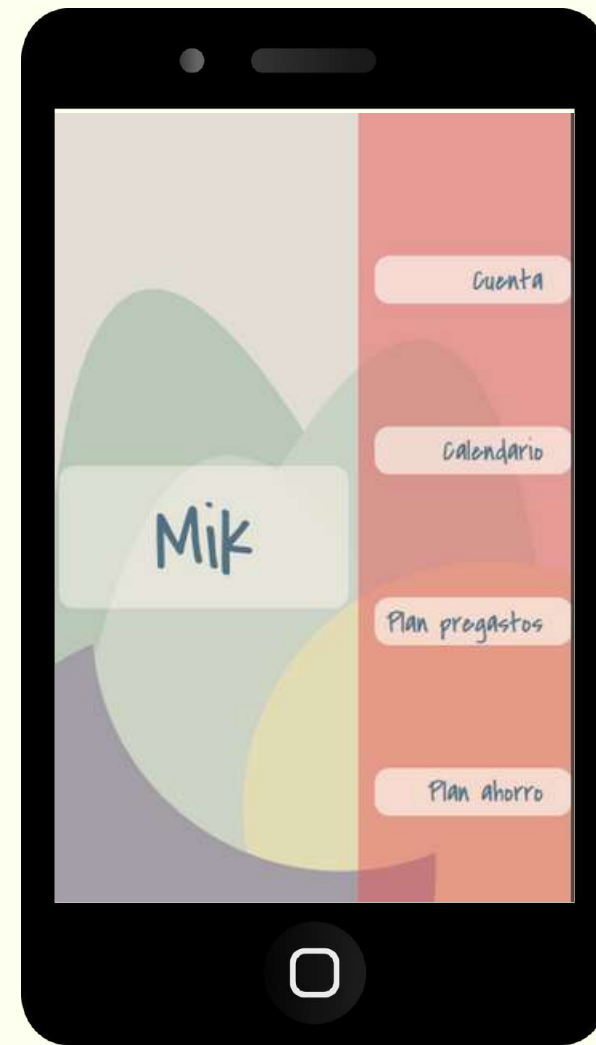 Cuenta
Calendario
Mik
Plan pregastos
Plan ahorro